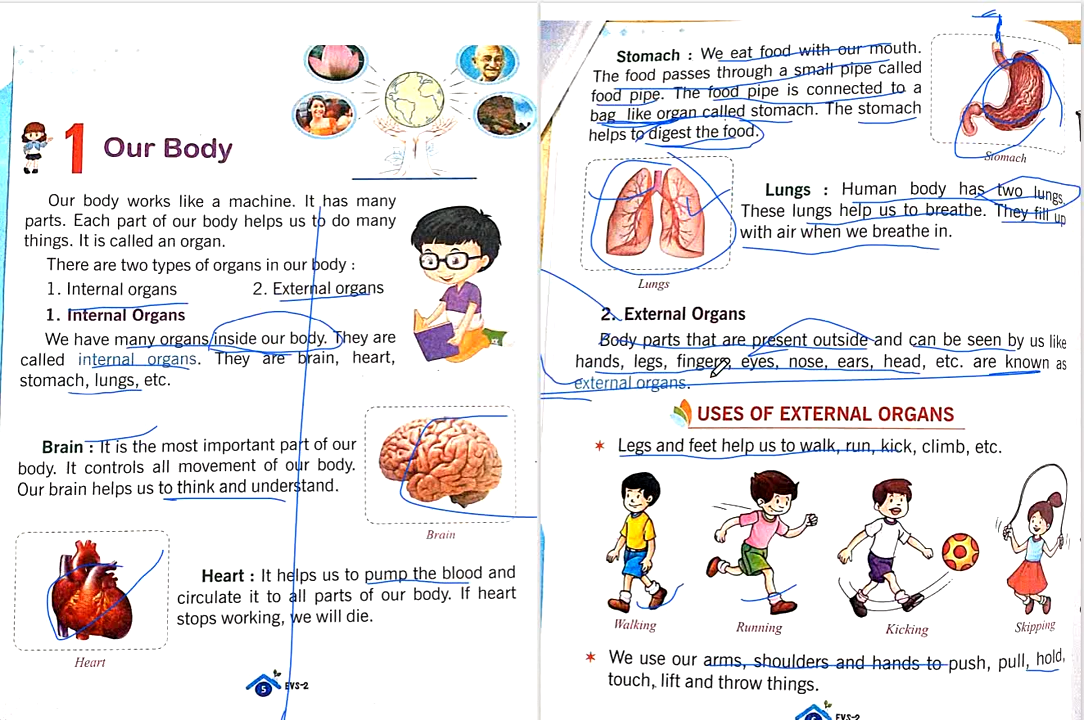 1 Our Body
Our body works like a machine. It has many
parts. Each part of our body helps us to do many
things. It is called an organ.
There are two types of organs in our body :
1. Internal organs 2. External organs
1. Internal Organs
We have many organs inside our body. They are
called internal organs. They are brain, heart,
stomach, lungs, etc.
Brain : It is the most important part of our
body. It controls all movement of our body.
Our brain helps us to think and understand.
Brain
Heart : It helps us to pump the blood and
circulate it to all parts of our body. If heart
stops working, we will die.
Heart
5 EVS-2
Stomach : We eat food with our mouth.
The food passes through a small pipe called
food pipe. The food pipe is connected to a
bag like organ called stomach. The stomach
helps to digest the food.
Stomach
Lungs : Human body has two lungs.
These lungs help us to breathe. They fill up
with air when we breathe in.
Lungs
2. External Organs
Body parts that are present outside and can be seen by us like
hands, legs, fingers, eyes, nose, ears, head, etc. are known as
external organs.
USES OF EXTERNAL ORGANS
Legs and feet help us to walk, run, kick, climb, etc.
Walking Running Kicking Skipping
We use our arms, shoulders and hands to push, pull, hold,
touch, lift and throw things.
EVS-2